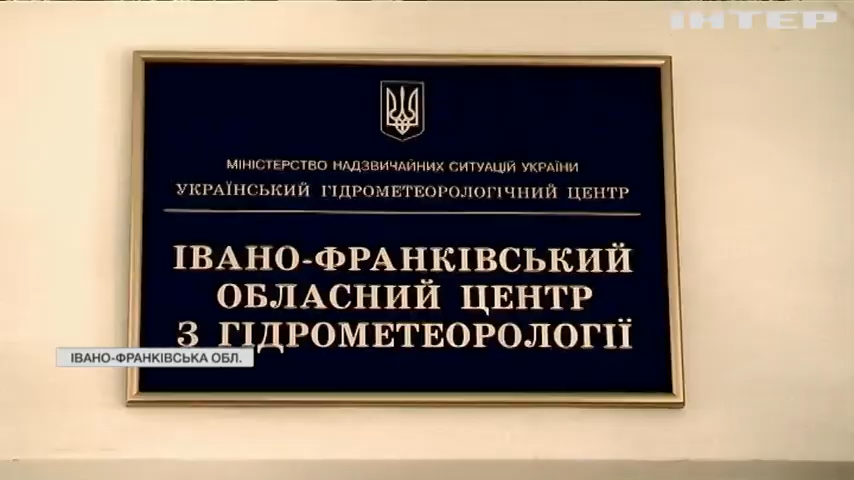 ІНТЕР
МІНІСТЕРСТВО НАДЗВИЧАЙНИХ СИТУАЦІЙ УКРАЇНИ
УКРАЇНСЬКИЙ ГІДРОМЕТЕОРОЛОГІЧНИЙ ЦЕНТР
ІВАНО-ФРАНКІВСЬКИЙ
ОБЛАСНИЙ ЦЕНТР
З ГІДРОМЕТЕОРОЛОГІЇ
ІВАНО-ФРАНКІВСЬКА ОБЛ.